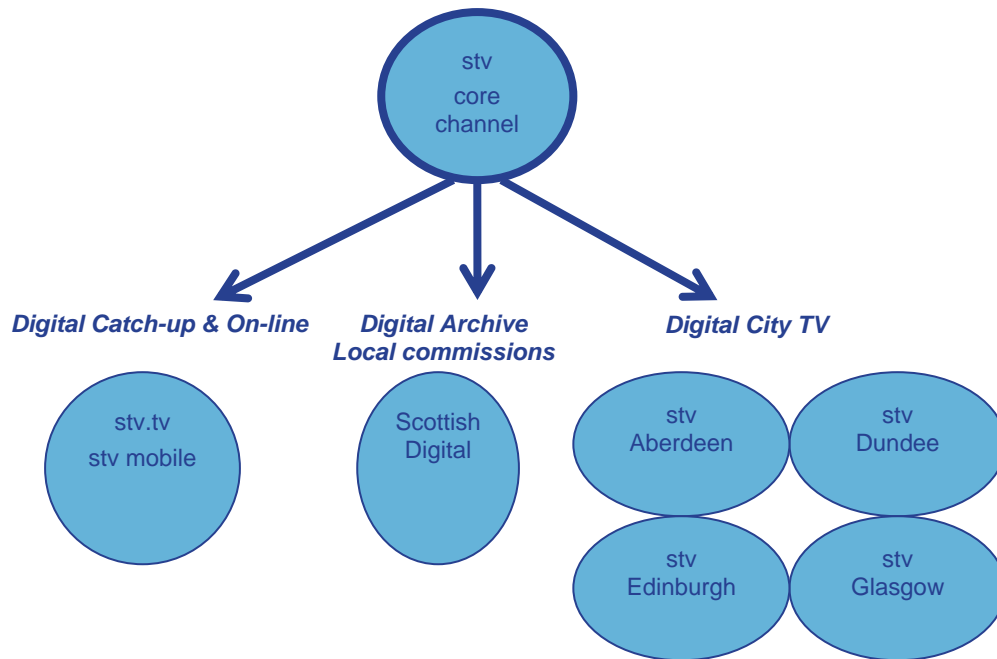 stv
core
channel
Digital Catch-up & On-line
Digital Archive
Local commissions
Digital City TV
stv.tv
stv mobile
Scottish
Digital
stv
Aberdeen
stv
Dundee
stv
Edinburgh
stv
Glasgow